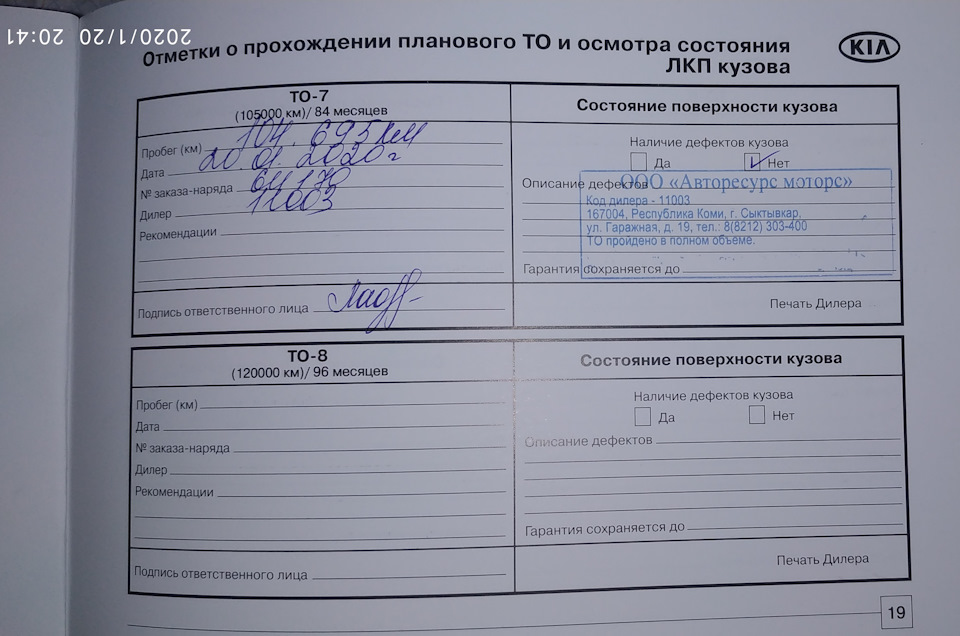 2020/1/20 20:41
Отметки о прохождении планового ТО и осмотра состояния
ЛКП кузова
KIA
ТО-7
(105000 км)/ 84 месяцев
Пробег (км) 104.695 км
Дата 20.01.2020г
№ заказа-наряда 64170
Дилер 11003
Рекомендации
Подпись ответственного лица
Состояние поверхности кузова
Наличие дефектов кузова
Да Нет
Описание дефектов
ООО «Авторесурс мэторс»
Код дилера - 11003
167004, Республика Коми, г. Сыктывкар.
ул. Гаражная, д. 19, тел.: 8(8212) 303-400
ТО пройдено в полном объеме.
Гарантия сохраняется до
Печать Дилера
ТО-8
(120000 км)/ 96 месяцев
Пробег (км)
Дата
№ заказа-наряда
Дилер
Рекомендации
Подпись ответственного лица
Состояние поверхности кузова
Наличие дефектов кузова
Да Нет
Описание дефектов
Гарантия сохраняется до
Печать Дилера
19